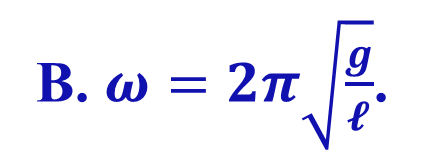 B. ω = 2π√(g/ℓ).